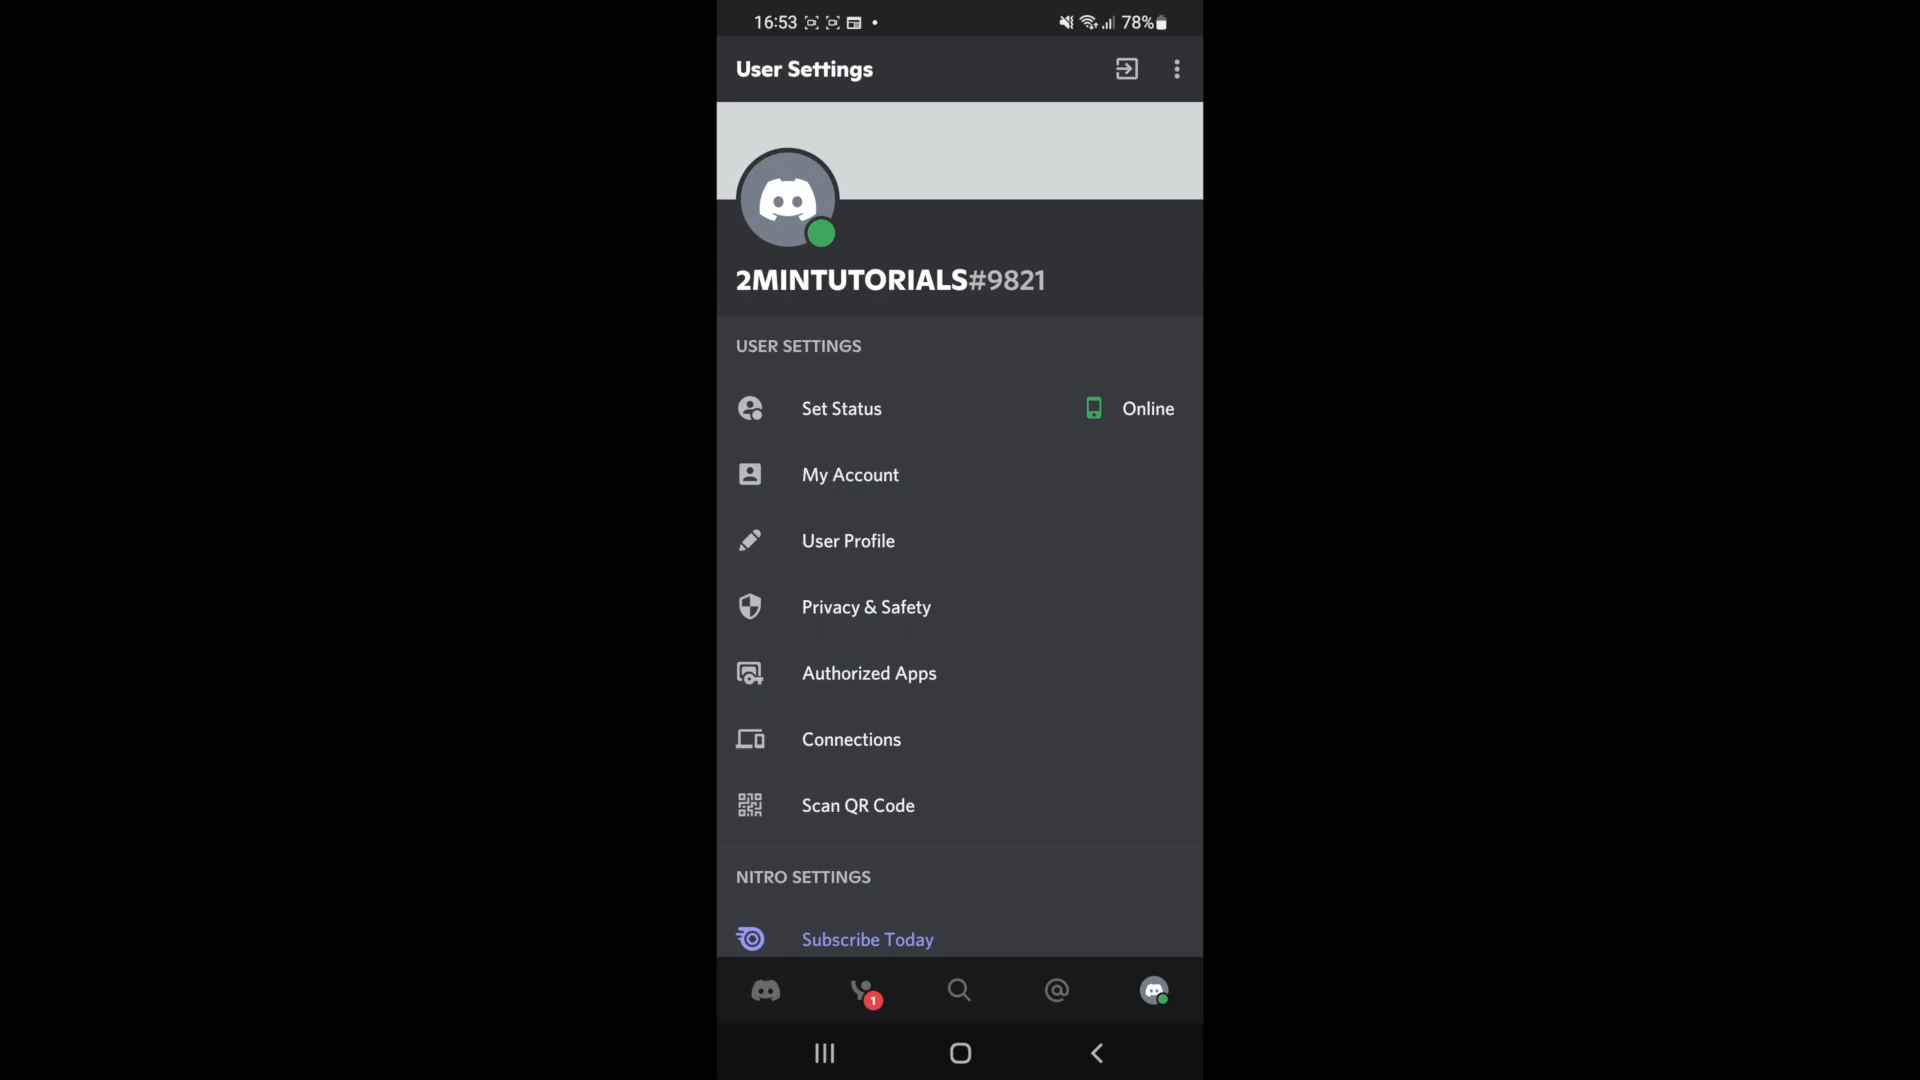 16:53
78%
User Settings
2MINTUTORIALS#9821
USER SETTINGS
Set Status
Online
My Account
User Profile
Privacy & Safety
Authorized Apps
Connections
Scan QR Code
NITRO SETTINGS
Subscribe Today
1